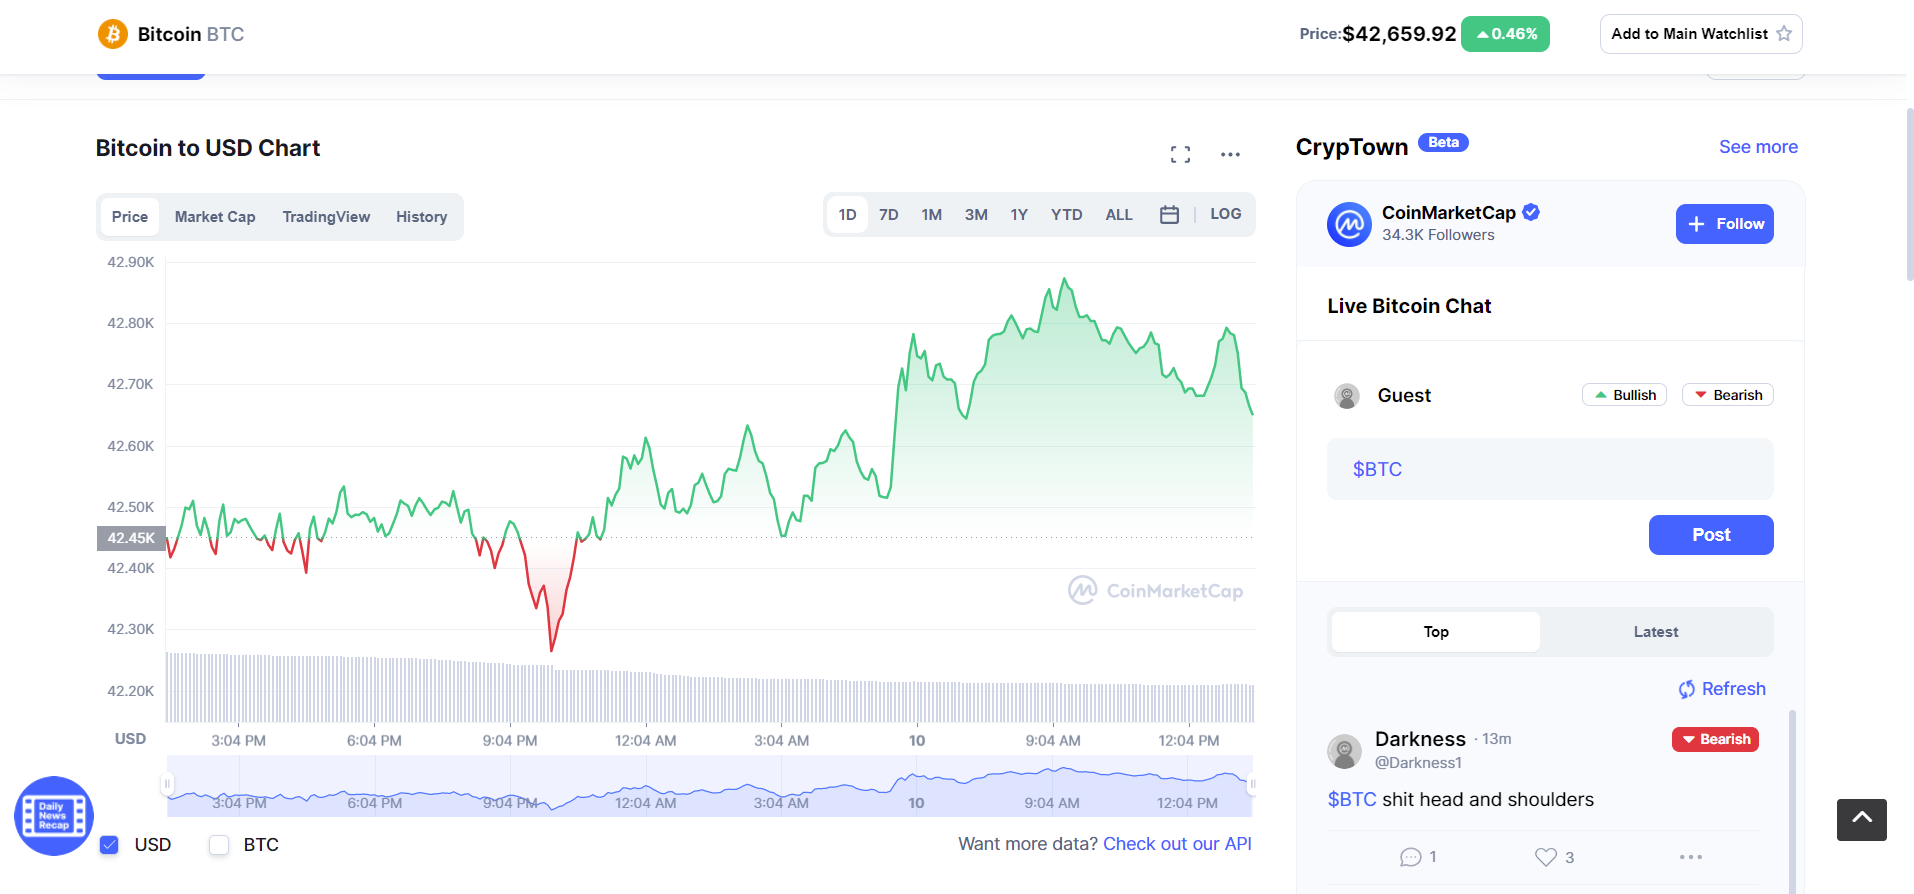 Bitcoin BTC
Price:$42,659.92 0.46%
Add to Main Watchlist
Bitcoin to USD Chart
Price Market Cap TradingView History
1D 7D 1M 3M 1Y YTD ALL LOG
42.90K
42.80K
42.70K
42.60K
42.50K
42.45K
42.40K
42.30K
42.20K
CoinMarketCap
USD 3:04 PM 6:04 PM 9:04 PM 12:04 AM 3:04 AM 10 9:04 AM 12:04 PM
3:04 PM 6:04 PM 9:04 PM 12:04 AM 3:04 AM 10 9:04 AM 12:04 PM
Daily
News
Recap
USD BTC
Want more data? Check out our API
CrypTown Beta See more
CoinMarketCap
34.3K Followers
Follow
Live Bitcoin Chat
Guest Bullish Bearish
$BTC
Post
Top Latest
Refresh
Darkness · 13m Bearish
@Darkness1
$BTC shit head and shoulders
1 3